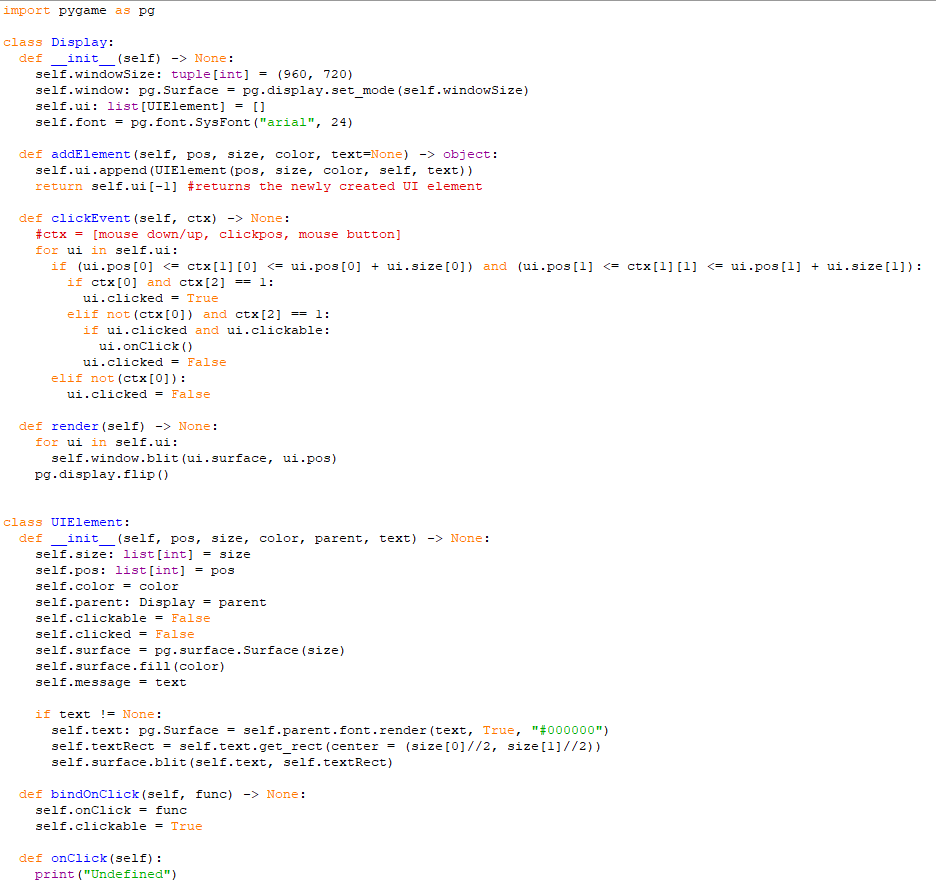 import pygame as pg

class Display:
  def __init__(self) -> None:
    self.windowSize: tuple[int] = (960, 720)
    self.window: pg.Surface = pg.display.set_mode(self.windowSize)
    self.ui: list[UIElement] = []
    self.font = pg.font.SysFont("arial", 24)

  def addElement(self, pos, size, color, text=None) -> object:
    self.ui.append(UIElement(pos, size, color, self, text))
    return self.ui[-1] #returns the newly created UI element

  def clickEvent(self, ctx) -> None:
    #ctx = [mouse down/up, clickpos, mouse button]
    for ui in self.ui:
      if (ui.pos[0] <= ctx[1][0] <= ui.pos[0] + ui.size[0]) and (ui.pos[1] <= ctx[1][1] <= ui.pos[1] + ui.size[1]):
        if ctx[0] and ctx[2] == 1:
          ui.clicked = True
        elif not(ctx[0]) and ctx[2] == 1:
          if ui.clicked and ui.clickable:
            ui.onClick()
          ui.clicked = False
      elif not(ctx[0]):
        ui.clicked = False

  def render(self) -> None:
    for ui in self.ui:
      self.window.blit(ui.surface, ui.pos)
    pg.display.flip()


class UIElement:
  def __init__(self, pos, size, color, parent, text) -> None:
    self.size: list[int] = size
    self.pos: list[int] = pos
    self.color = color
    self.parent: Display = parent
    self.clickable = False
    self.clicked = False
    self.surface = pg.surface.Surface(size)
    self.surface.fill(color)
    self.message = text

    if text != None:
      self.text: pg.Surface = self.parent.font.render(text, True, "#000000")
      self.textRect = self.text.get_rect(center = (size[0]//2, size[1]//2))
      self.surface.blit(self.text, self.textRect)

  def bindOnClick(self, func) -> None:
    self.onClick = func
    self.clickable = True

  def onClick(self):
    print("Undefined")